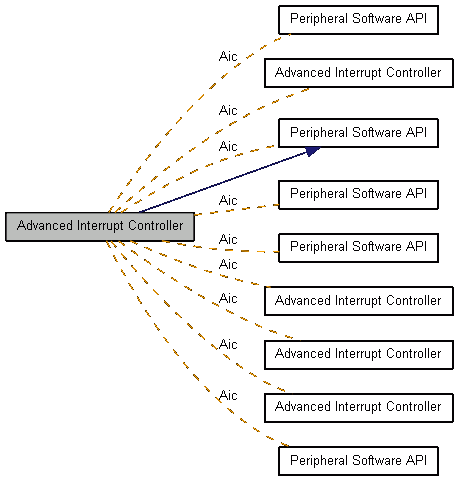 Peripheral Software API
Aic
Advanced Interrupt Controller
Aic
Peripheral Software API
Aic
Peripheral Software API
Aic
Advanced Interrupt Controller
Aic
Peripheral Software API
Aic
Advanced Interrupt Controller
Aic
Advanced Interrupt Controller
Aic
Advanced Interrupt Controller
Aic
Peripheral Software API